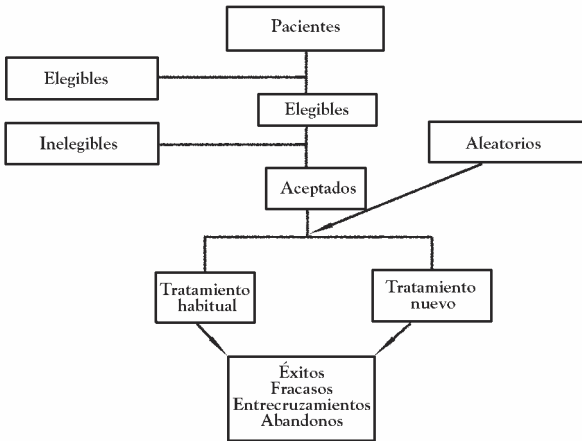 Pacientes
Elegibles
Elegibles
Inelegibles
Aleatorios
Aceptados
Tratamiento
habitual
Tratamiento
nuevo
Éxitos
Fracasos
Entrecruzamientos
Abandonos